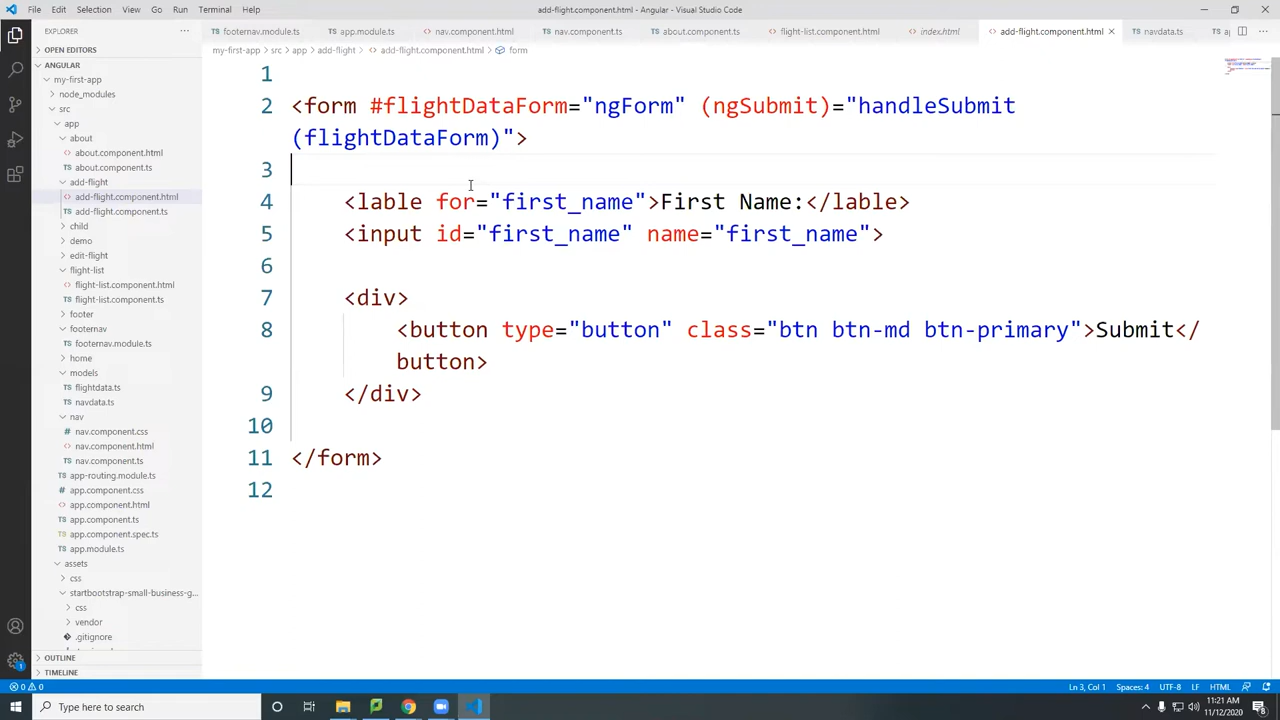 File Edit Selection View Go Run Terminal Help
add-flight.component.html - Angular - Visual Studio Code
EXPLORER
footernav.module.ts app.module.ts nav.component.html nav.component.ts about.component.ts flight-list.component.html index.html add-flight.component.html navdata.ts
my-first-app > src > app > add-flight > add-flight.component.html > form
OPEN EDITORS
ANGULAR
my-first-app
node_modules
src
app
about
about.component.html
about.component.ts
add-flight
add-flight.component.html
add-flight.component.ts
child
demo
edit-flight
flight-list
flight-list.component.html
flight-list.component.ts
footer
footernav
footernav.module.ts
home
models
flightdata.ts
navdata.ts
nav
nav.component.css
nav.component.html
nav.component.ts
app-routing.module.ts
app.component.css
app.component.html
app.component.ts
app.component.spec.ts
app.module.ts
assets
css
startbootstrap-small-business-g...
css
vendor
.gitignore
OUTLINE
TIMELINE
1
2 <form #flightDataForm="ngForm" (ngSubmit)="handleSubmit
(flightDataForm)">
3
4 <lable for="first_name">First Name:</lable>
5 <input id="first_name" name="first_name">
6
7 <div>
8 <button type="button" class="btn btn-md btn-primary">Submit</
button>
9 </div>
10
11 </form>
12
0 0 Ln 3, Col 1 Spaces: 4 UTF-8 LF HTML
Type here to search
11:21 AM
11/12/2020